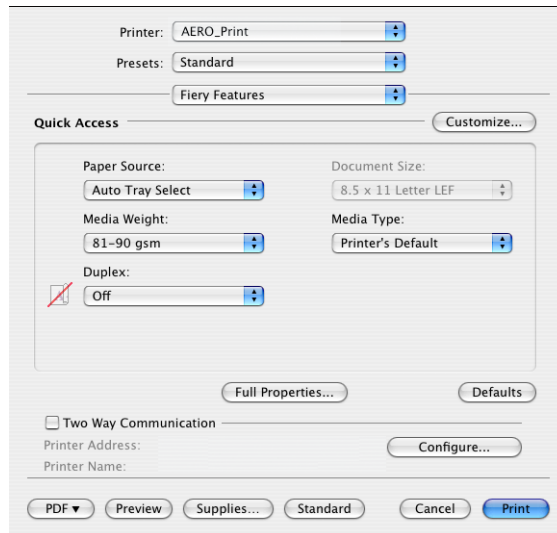 Printer: AERO_Print
Presets: Standard
Fiery Features
Quick Access Customize...
Paper Source: Document Size:
Auto Tray Select 8.5 x 11 Letter LEF
Media Weight: Media Type:
81–90 gsm Printer's Default
Duplex:
Off
Full Properties... Defaults
Two Way Communication
Printer Address: Configure...
Printer Name:
PDF ▼ Preview Supplies... Standard Cancel Print